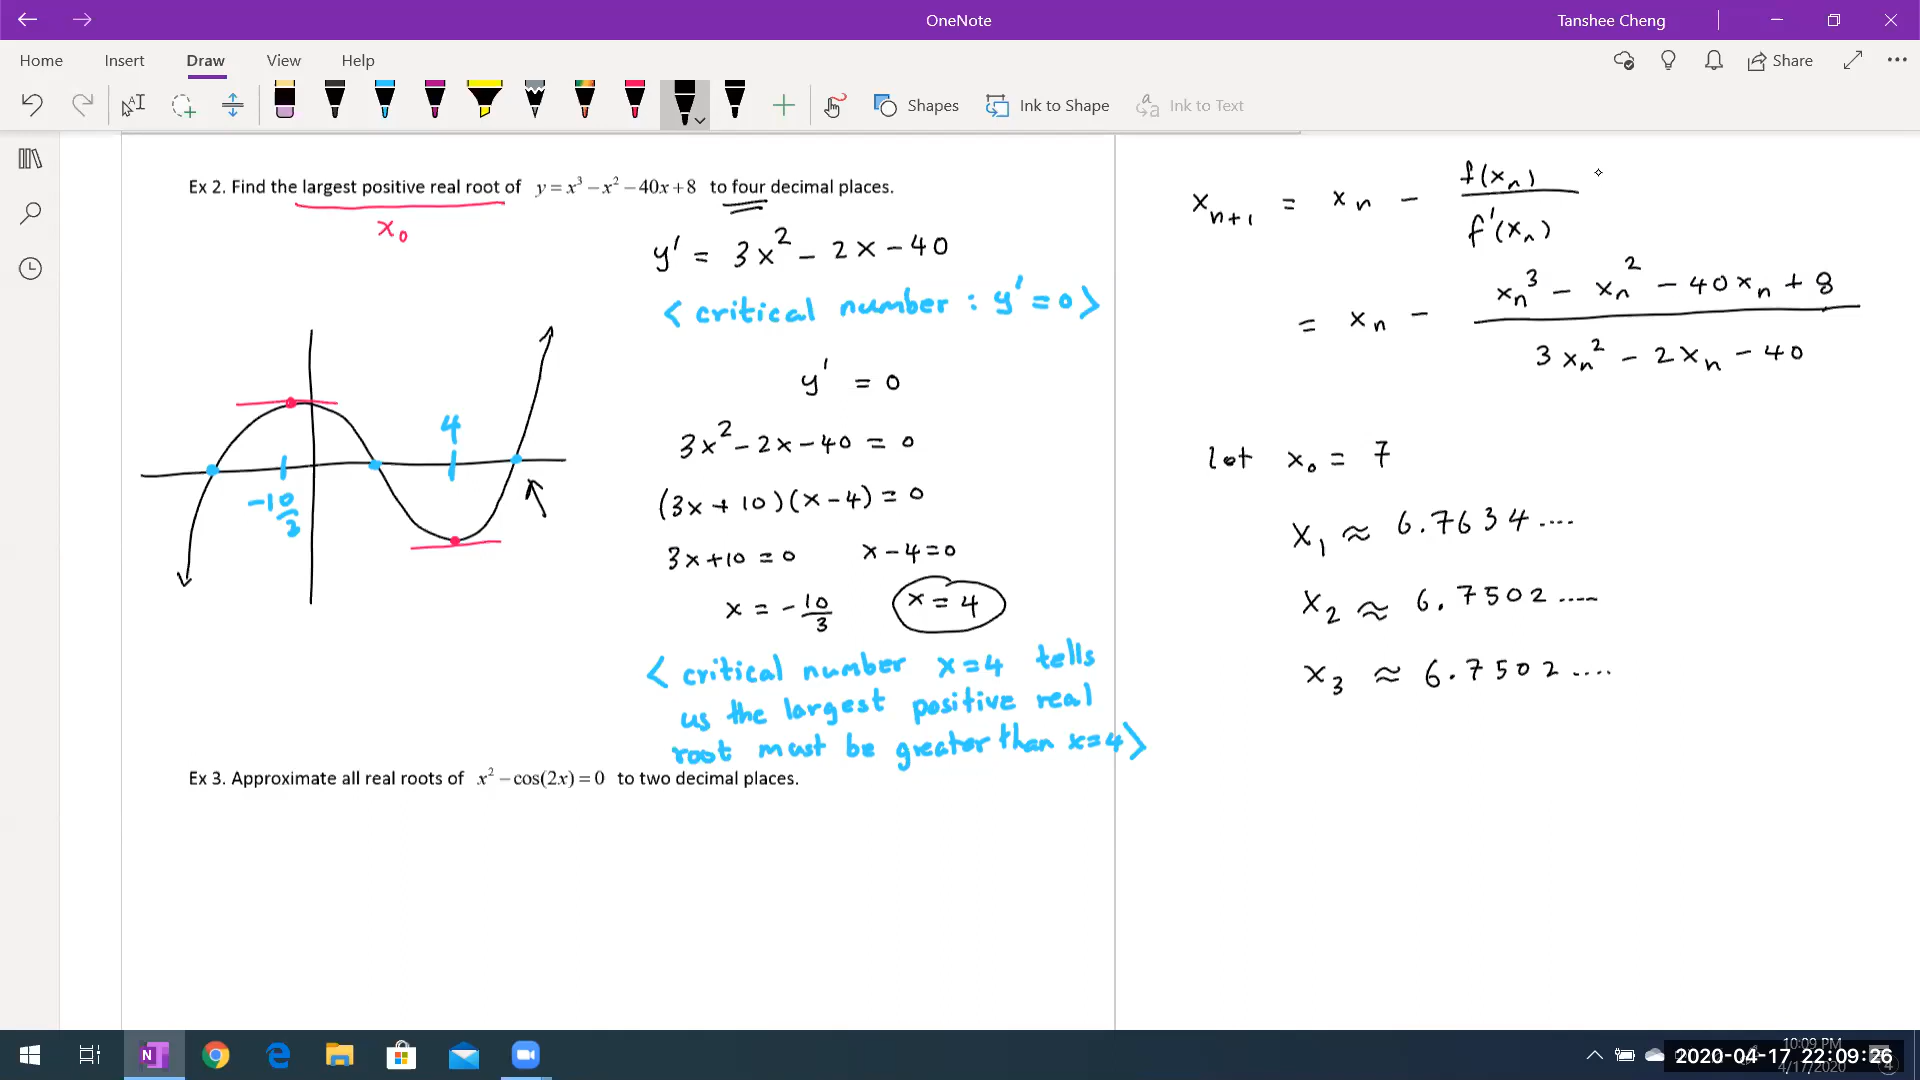 OneNote
Tanshee Cheng
Home Insert Draw View Help
Share
Shapes Ink to Shape Ink to Text
Ex 2. Find the largest positive real root of y = x³ − x² − 40x + 8 to four decimal places.
x₀
y' = 3x² − 2x − 40
< critical number : y' = 0 >
y' = 0
3x² − 2x − 40 = 0
(3x + 10)(x − 4) = 0
3x + 10 = 0 x − 4 = 0
x = −10/3 x = 4
< critical number x = 4 tells
us the largest positive real
root must be greater than x = 4 >
4
−10/3
Ex 3. Approximate all real roots of x² − cos(2x) = 0 to two decimal places.
xₙ₊₁ = xₙ − f(xₙ)/f'(xₙ)
= xₙ − (xₙ³ − xₙ² − 40xₙ + 8)/(3xₙ² − 2xₙ − 40)
let x₀ = 7
x₁ ≈ 6.7634....
x₂ ≈ 6.7502.....
x₃ ≈ 6.7502....
10:09 PM
4/17/2020
2020-04-17 22:09:26